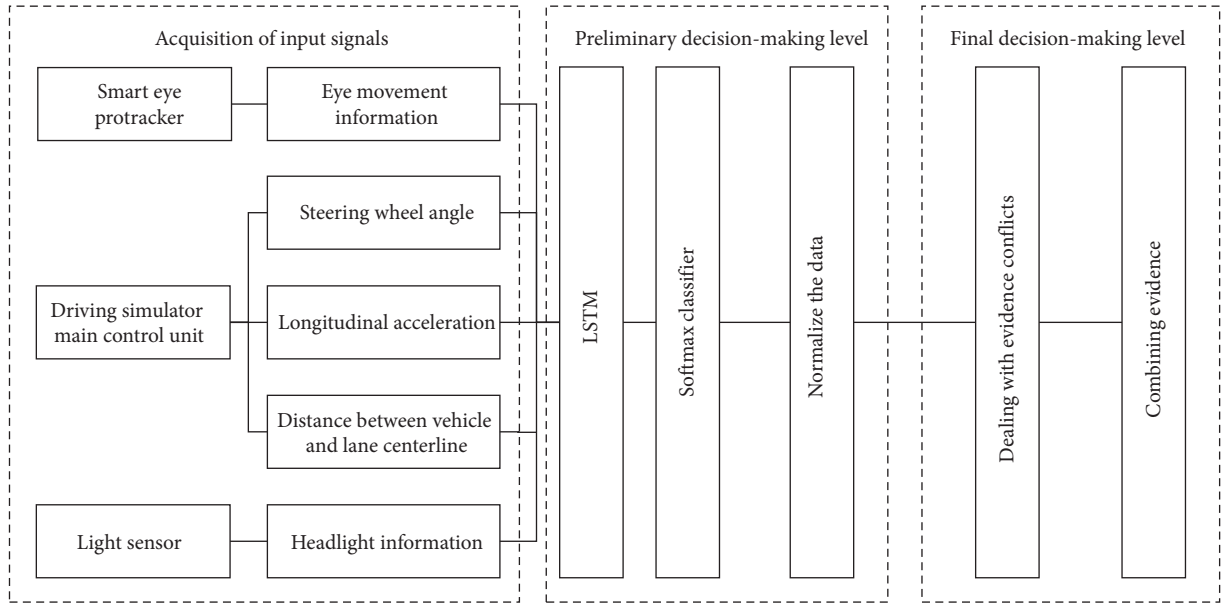 Acquisition of input signals
Smart eye
protracker
Eye movement
information
Steering wheel angle
Driving simulator
main control unit
Longitudinal acceleration
Distance between vehicle
and lane centerline
Light sensor
Headlight information
Preliminary decision-making level
LSTM
Softmax classifier
Normalize the data
Final decision-making level
Dealing with evidence conflicts
Combining evidence